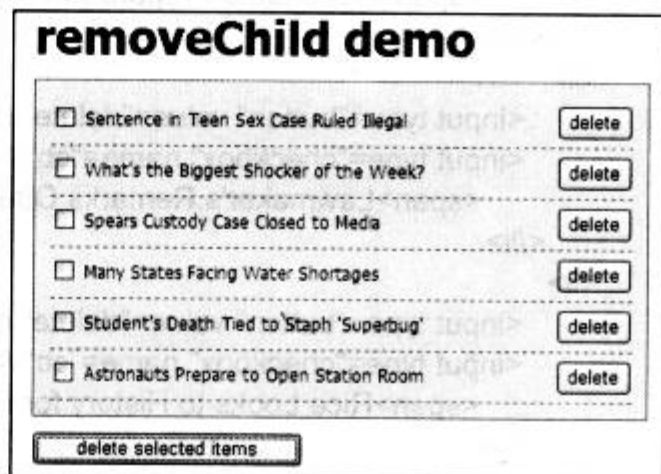 removeChild demo
Sentence in Teen Sex Case Ruled Illegal delete
What's the Biggest Shocker of the Week? delete
Spears Custody Case Closed to Media delete
Many States Facing Water Shortages delete
Student's Death Tied to Staph 'Superbug' delete
Astronauts Prepare to Open Station Room delete
delete selected items